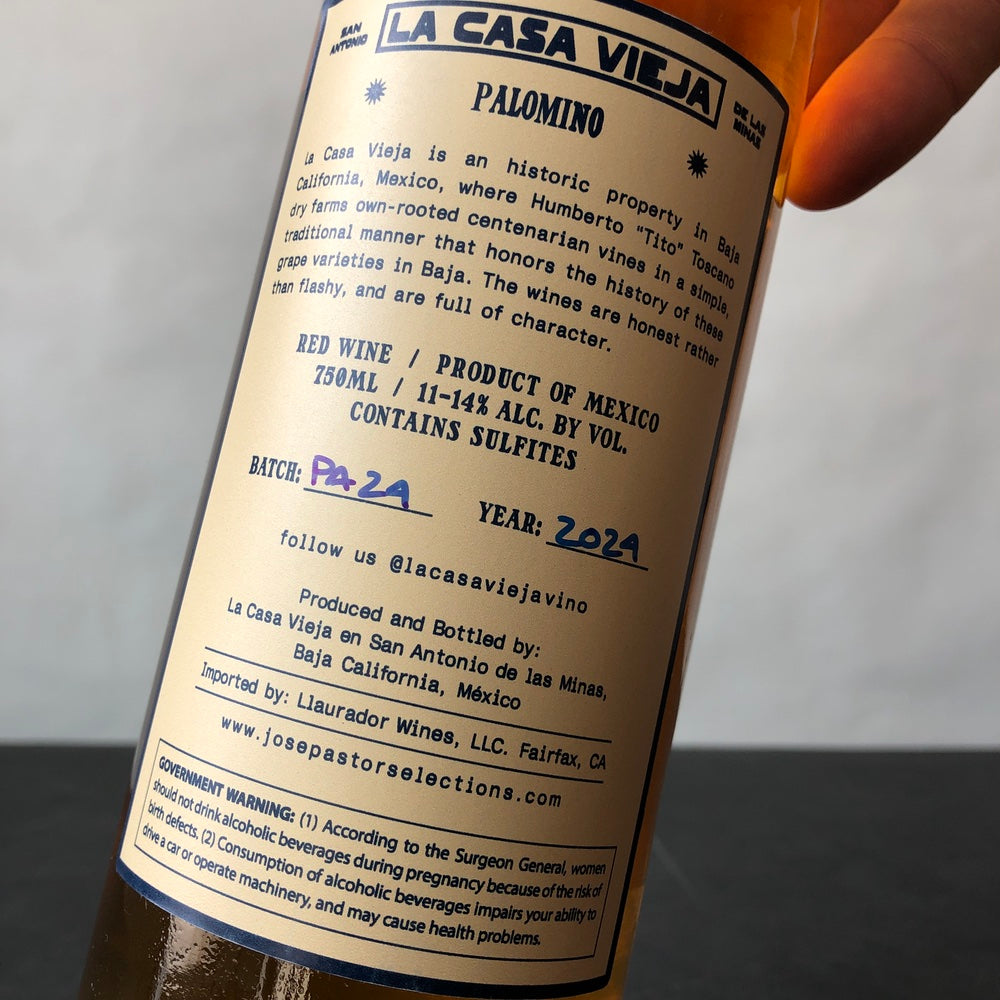 SAN ANTONIO
LA CASA VIEJA
DE LAS MINAS
PALOMINO
La Casa Vieja is an historic property in Baja
California, Mexico, where Humberto "Tito" Toscano
dry farms own-rooted centenarian vines in a simple,
traditional manner that honors the history of these
grape varieties in Baja. The wines are honest rather
than flashy, and are full of character.
RED WINE / PRODUCT OF MEXICO
750ML / 11-14% ALC. BY VOL.
CONTAINS SULFITES
BATCH: PA24
YEAR: 2024
follow us @lacasaviejavino
Produced and Bottled by:
La Casa Vieja en San Antonio de las Minas,
Baja California, México
Imported by: Llaurador Wines, LLC. Fairfax, CA
www.josepastorselections.com
GOVERNMENT WARNING: (1) According to the Surgeon General, women
should not drink alcoholic beverages during pregnancy because of the risk of
birth defects. (2) Consumption of alcoholic beverages impairs your ability to
drive a car or operate machinery, and may cause health problems.